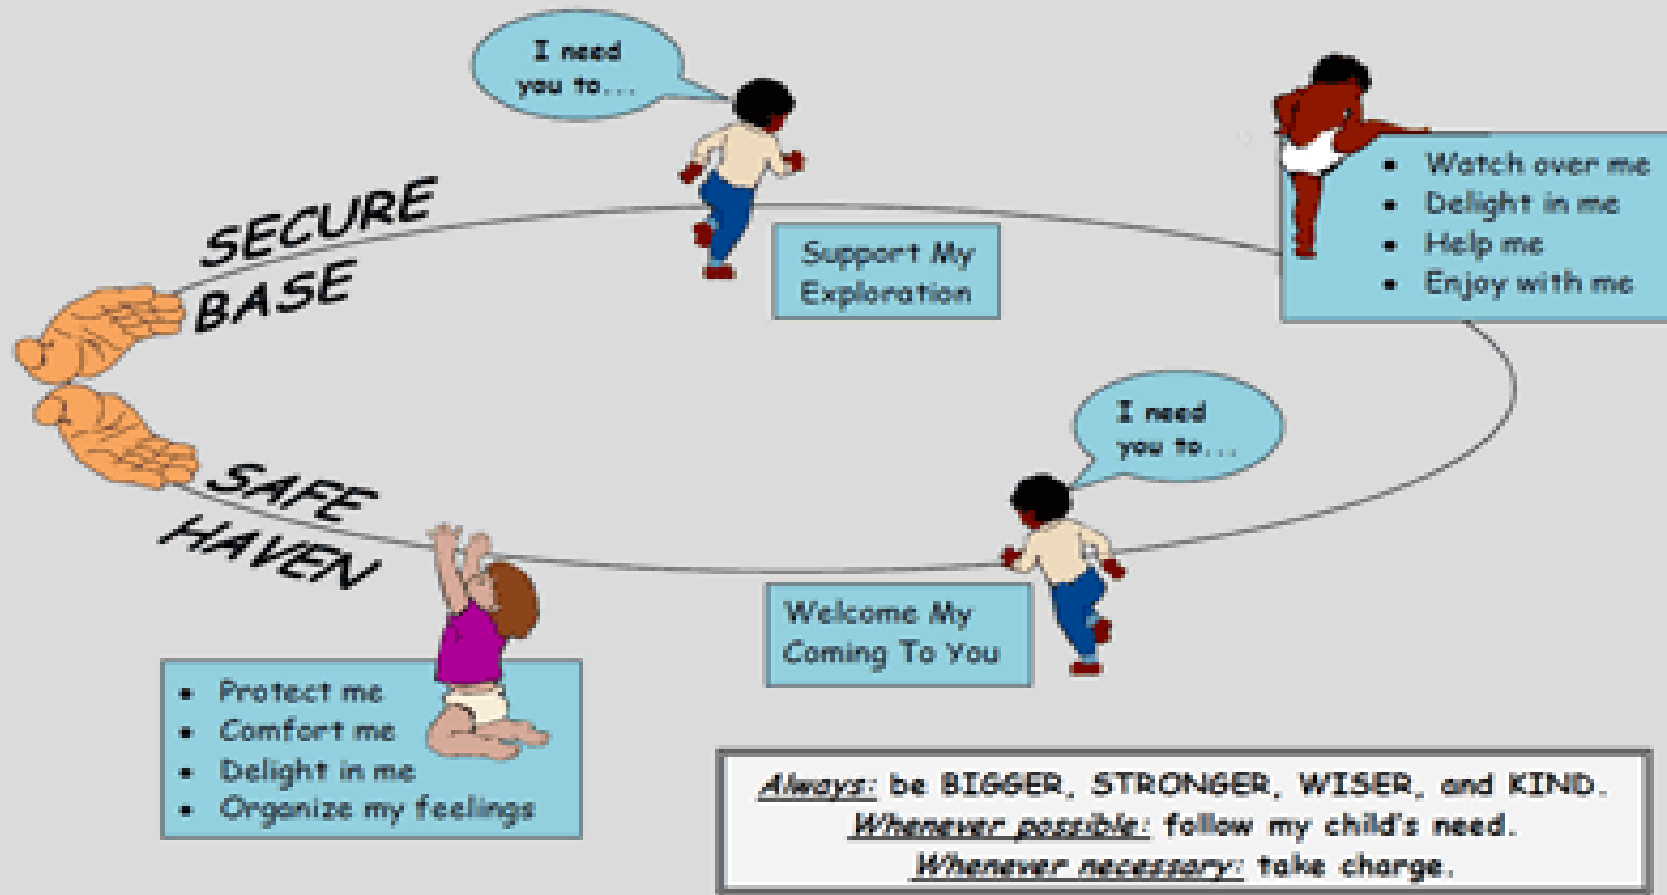 I need
you to...
SECURE
BASE
Support My
Exploration
• Watch over me
• Delight in me
• Help me
• Enjoy with me
I need
you to...
SAFE
HAVEN
Welcome My
Coming To You
• Protect me
• Comfort me
• Delight in me
• Organize my feelings
Always: be BIGGER, STRONGER, WISER, and KIND.
Whenever possible: follow my child's need.
Whenever necessary: take charge.